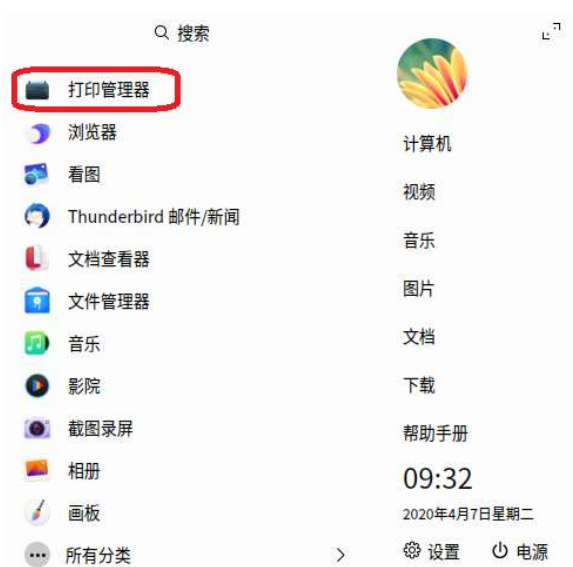 搜索
打印管理器
浏览器
看图
Thunderbird 邮件/新闻
文档查看器
文件管理器
音乐
影院
截图录屏
相册
画板
所有分类
计算机
视频
音乐
图片
文档
下载
帮助手册
09:32
2020年4月7日星期二
设置 电源